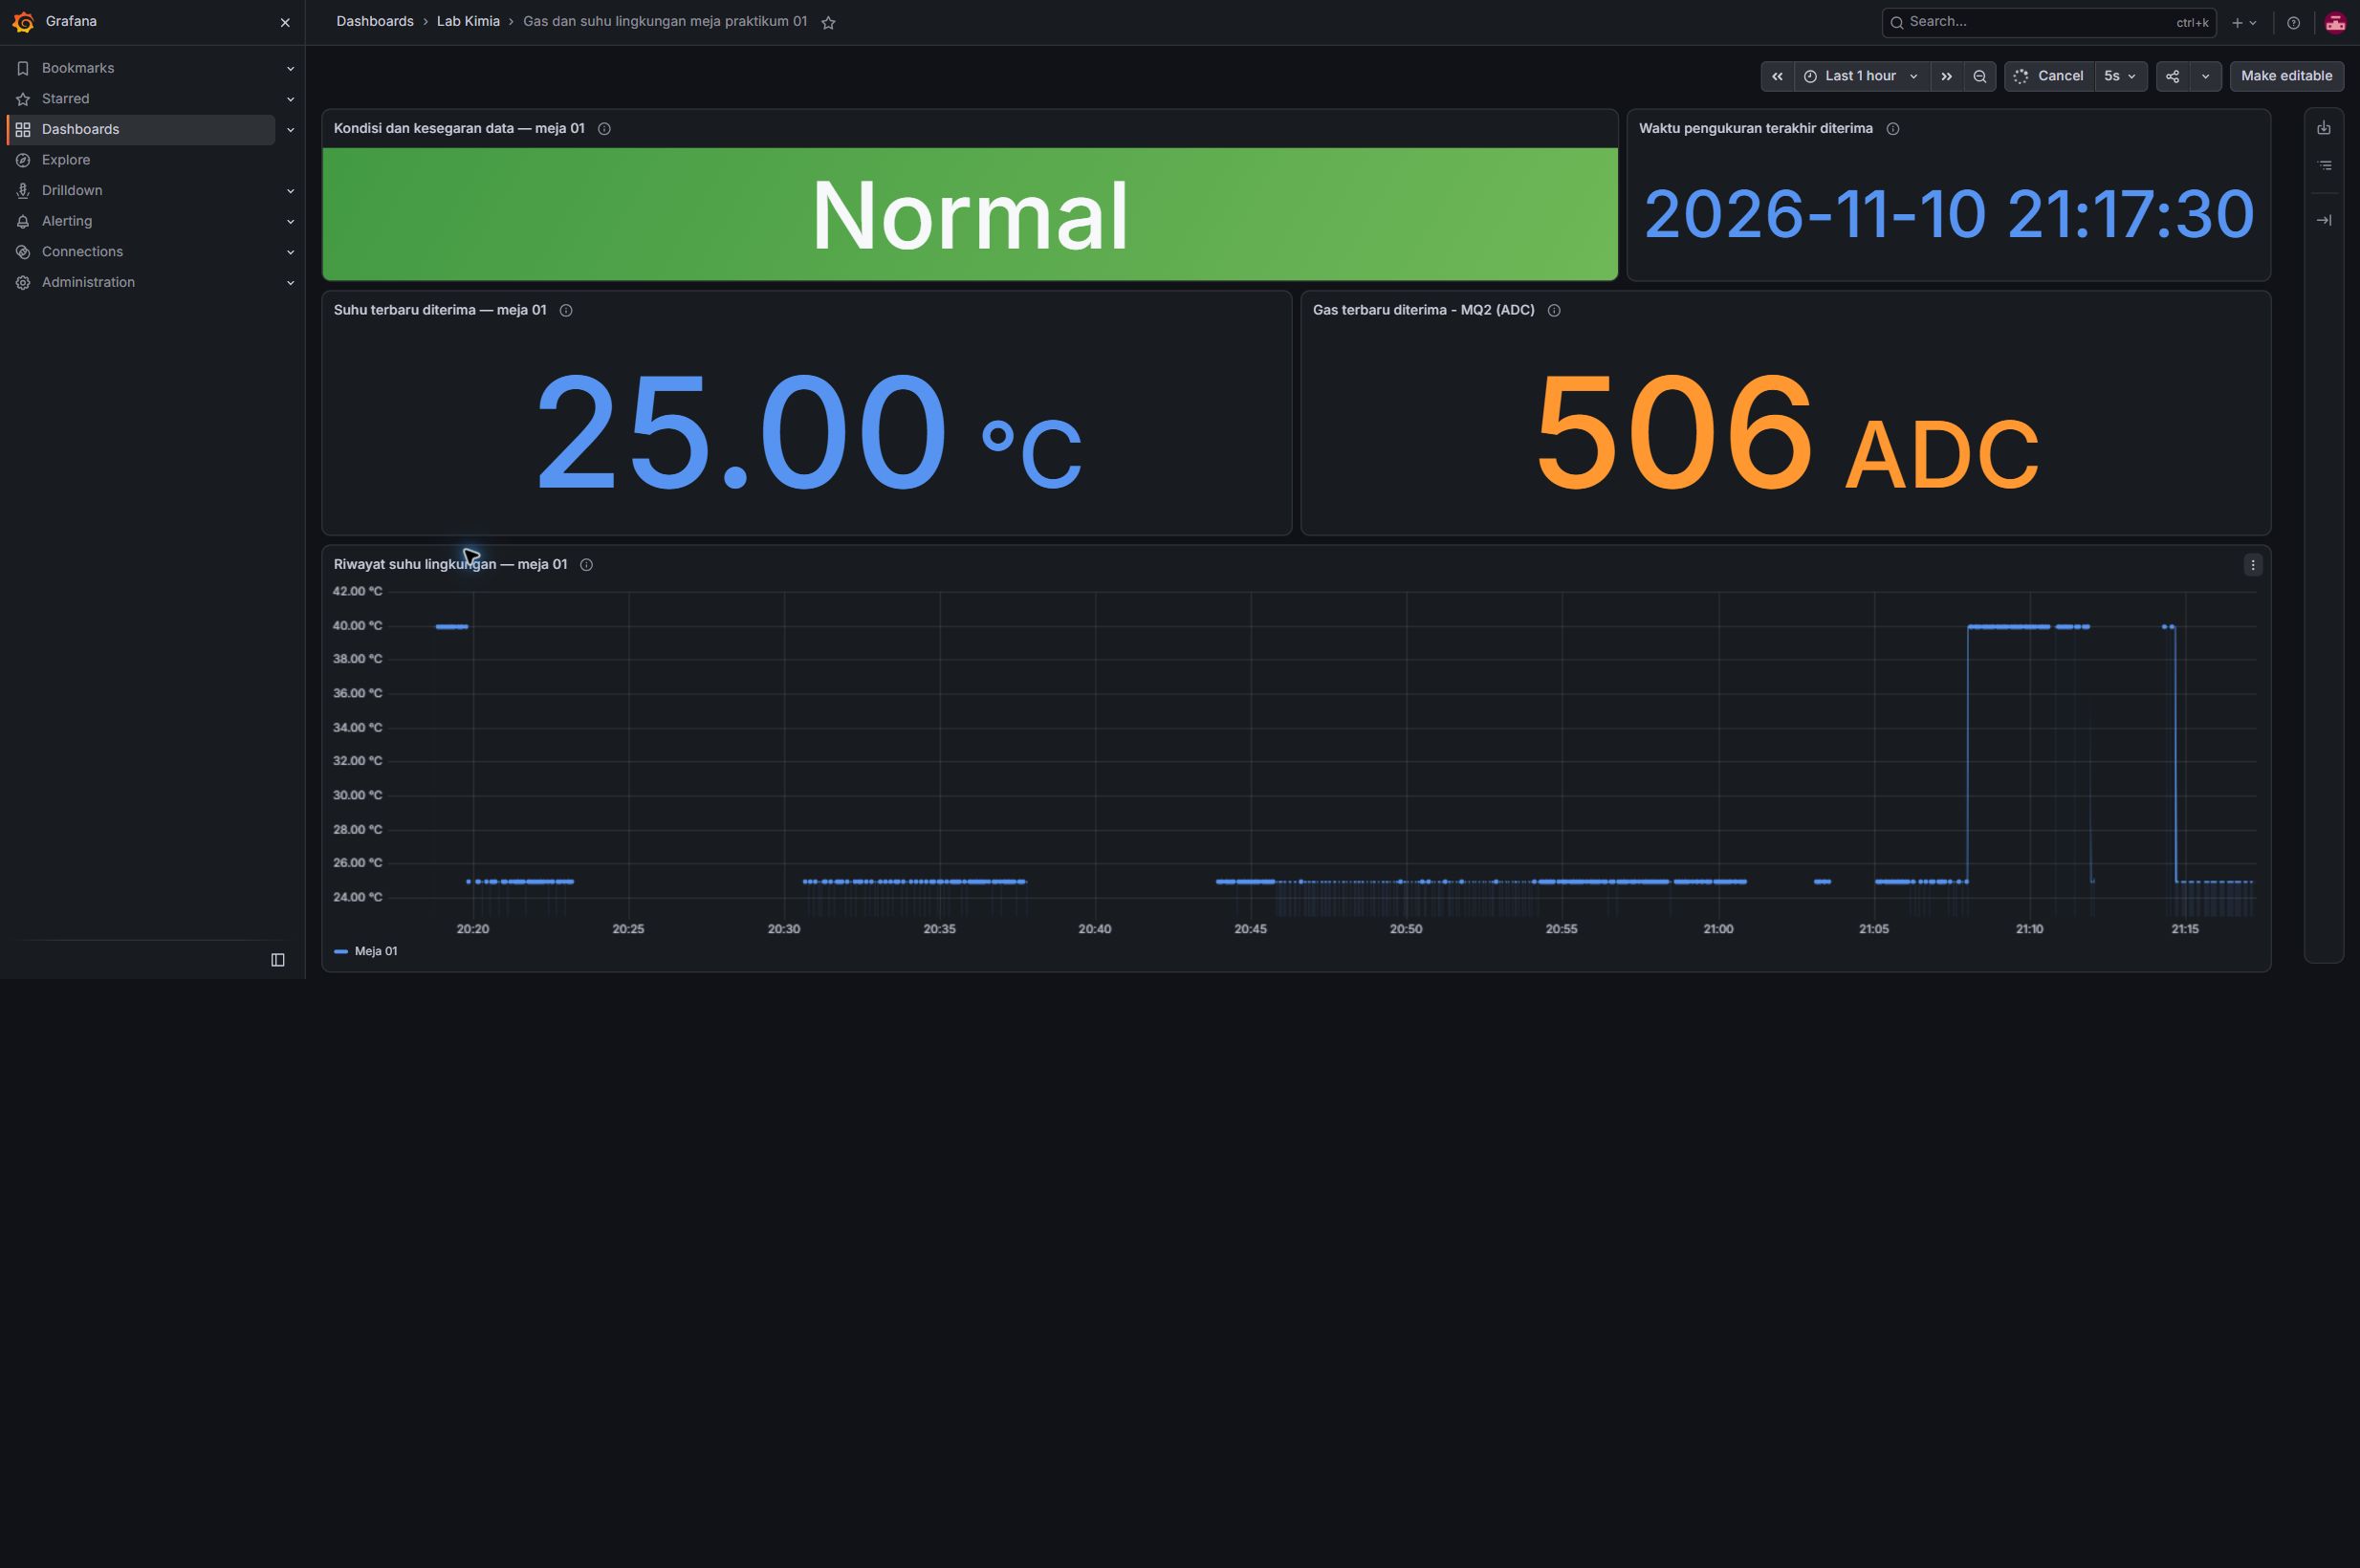 Grafana
Dashboards › Lab Kimia › Gas dan suhu lingkungan meja praktikum 01
Search...
ctrl+k
Bookmarks
Starred
Dashboards
Explore
Drilldown
Alerting
Connections
Administration
Last 1 hour
Cancel
5s
Make editable
Kondisi dan kesegaran data — meja 01
Normal
Waktu pengukuran terakhir diterima
2026-11-10 21:17:30
Suhu terbaru diterima — meja 01
25.00 °C
Gas terbaru diterima - MQ2 (ADC)
506 ADC
Riwayat suhu lingkungan — meja 01
42.00 °C
40.00 °C
38.00 °C
36.00 °C
34.00 °C
32.00 °C
30.00 °C
28.00 °C
26.00 °C
24.00 °C
20:20 20:25 20:30 20:35 20:40 20:45 20:50 20:55 21:00 21:05 21:10 21:15
Meja 01